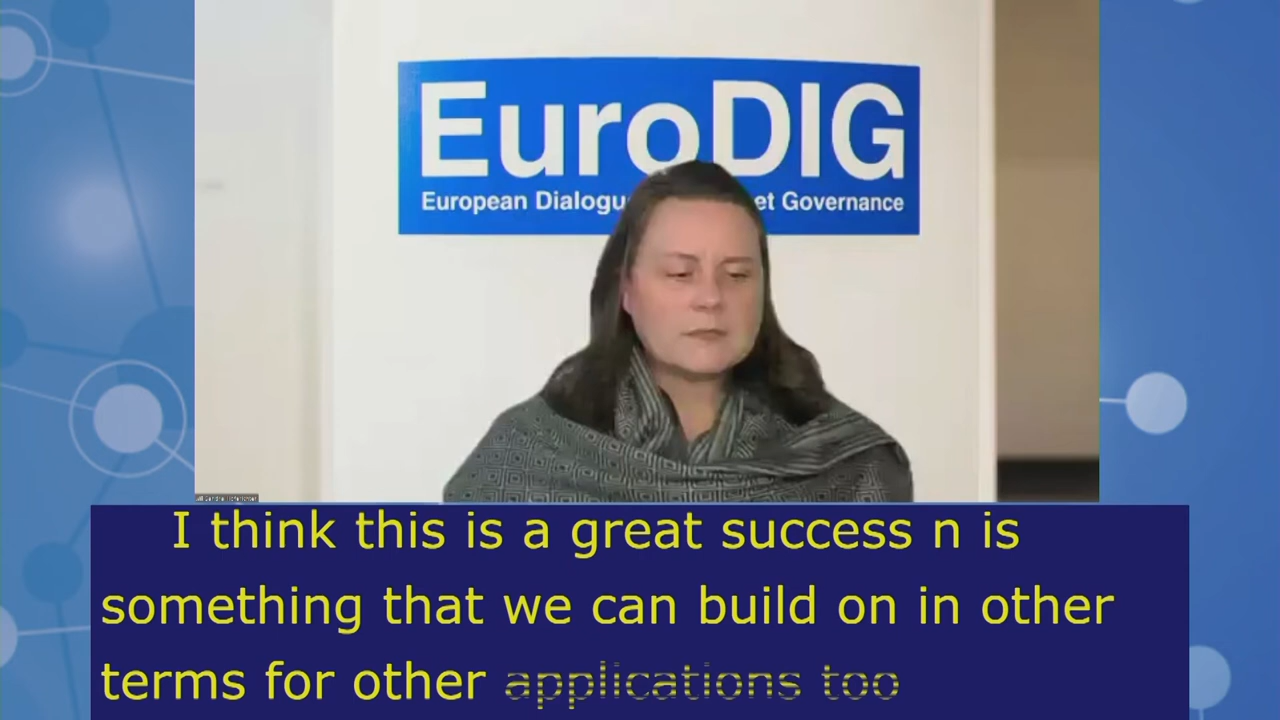 EuroDIG
European Dialogu et Governance
I think this is a great success n is
something that we can build on in other
terms for other applications too